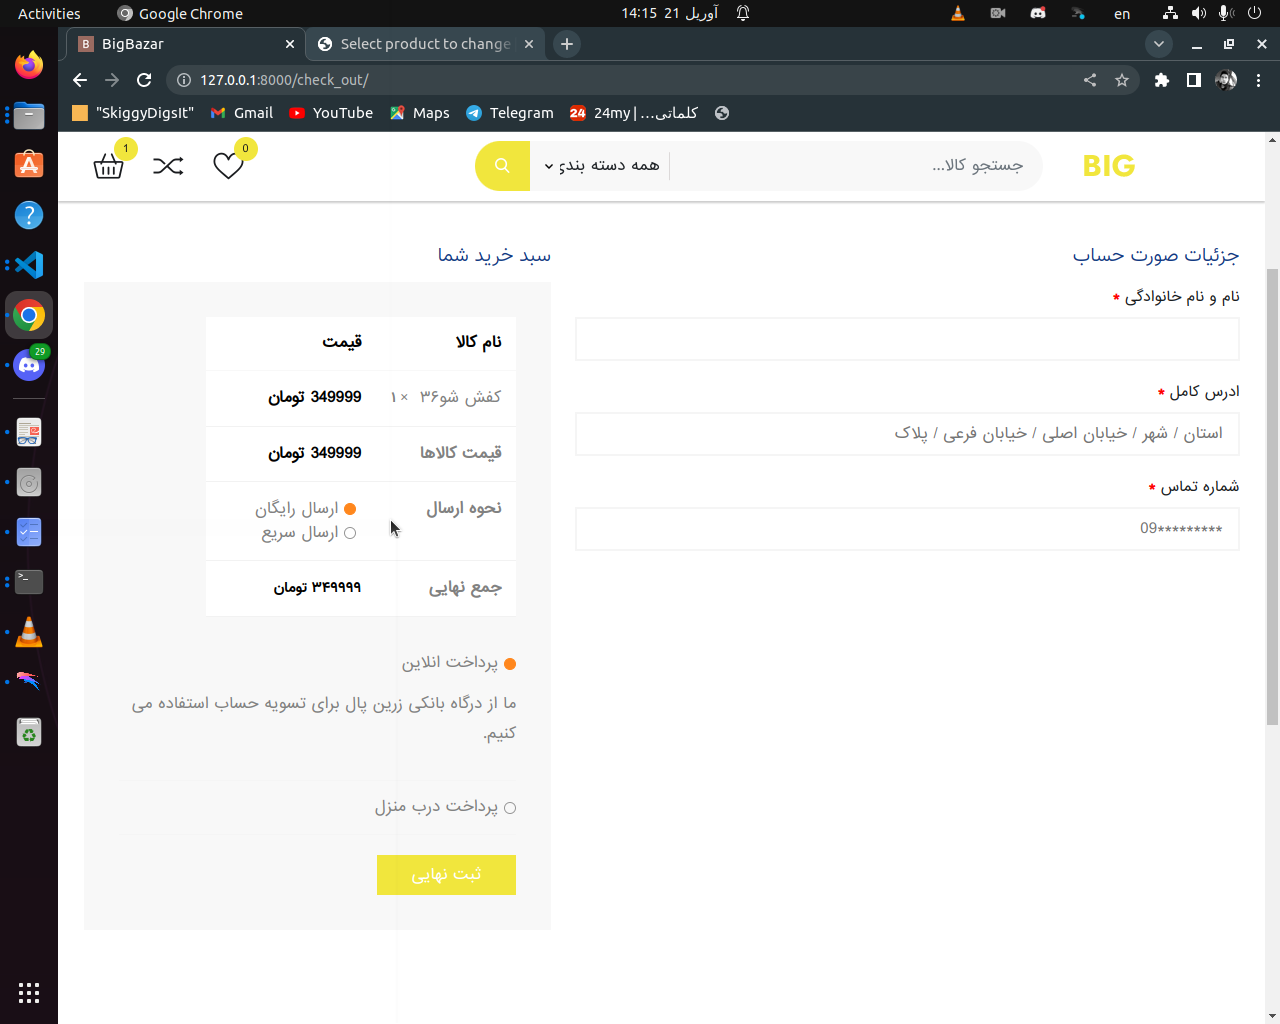 Activities
Google Chrome
14:15 21 آوریل
en
BigBazar
Select product to change
127.0.0.1:8000/check_out/
"SkiggyDigsIt"
Gmail
YouTube
Maps
Telegram
24my | کلماتی...
BIG
جستجو کالا...
همه دسته بندی
0
1
29
جزئیات صورت حساب
نام و نام خانوادگی *
ادرس کامل *
استان / شهر / خیابان اصلی / خیابان فرعی / پلاک
شماره تماس *
09*********
سبد خرید شما
نام کالا قیمت
کفش شو۳۶ × ۱ 349999 تومان
قیمت کالاها 349999 تومان
نحوه ارسال ارسال رایگان
ارسال سریع
جمع نهایی ۳۴۹۹۹۹ تومان
پرداخت انلاین
ما از درگاه بانکی زرین پال برای تسویه حساب استفاده می
کنیم.
پرداخت درب منزل
ثبت نهایی